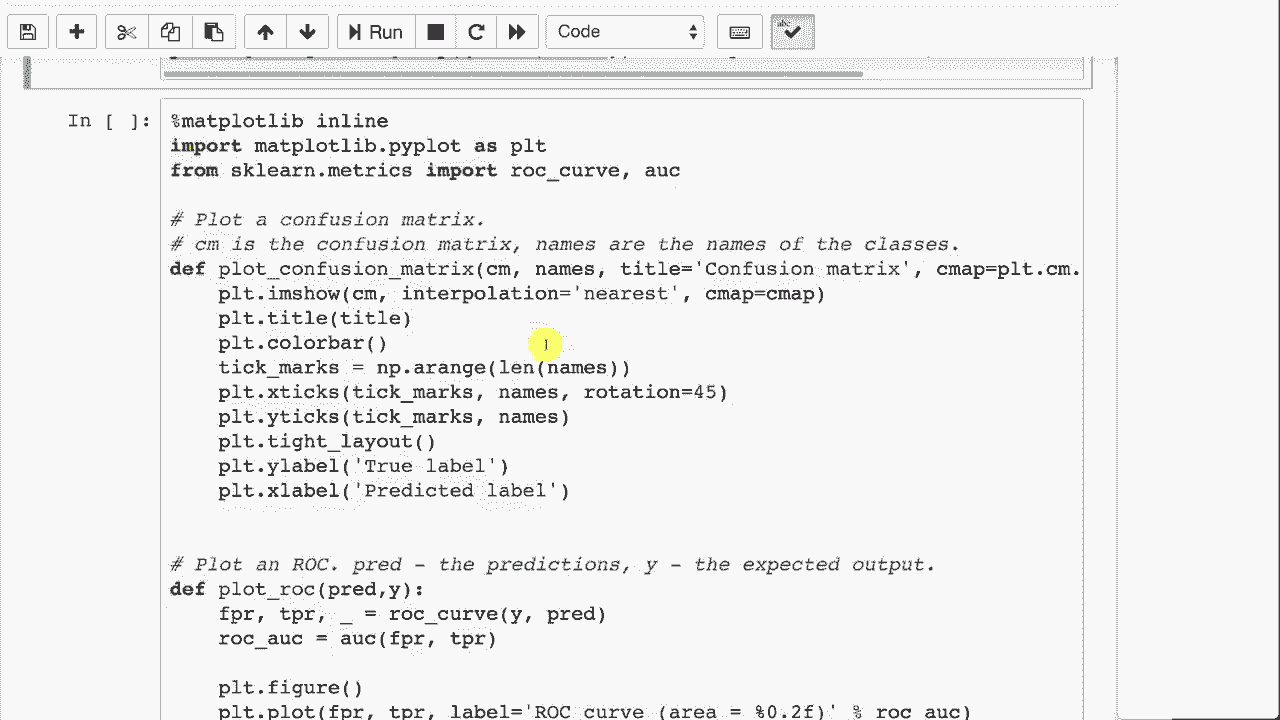 Run
Code
In [ ]:
%matplotlib inline
import matplotlib.pyplot as plt
from sklearn.metrics import roc_curve, auc
# Plot a confusion matrix.
# cm is the confusion matrix, names are the names of the classes.
def plot_confusion_matrix(cm, names, title='Confusion matrix', cmap=plt.cm.
    plt.imshow(cm, interpolation='nearest', cmap=cmap)
    plt.title(title)
    plt.colorbar()
    tick_marks = np.arange(len(names))
    plt.xticks(tick_marks, names, rotation=45)
    plt.yticks(tick_marks, names)
    plt.tight_layout()
    plt.ylabel('True label')
    plt.xlabel('Predicted label')
# Plot an ROC. pred - the predictions, y - the expected output.
def plot_roc(pred,y):
    fpr, tpr, _ = roc_curve(y, pred)
    roc_auc = auc(fpr, tpr)
    plt.figure()
    plt.plot(fpr, tpr, label='ROC curve (area = %0.2f)' % roc_auc)